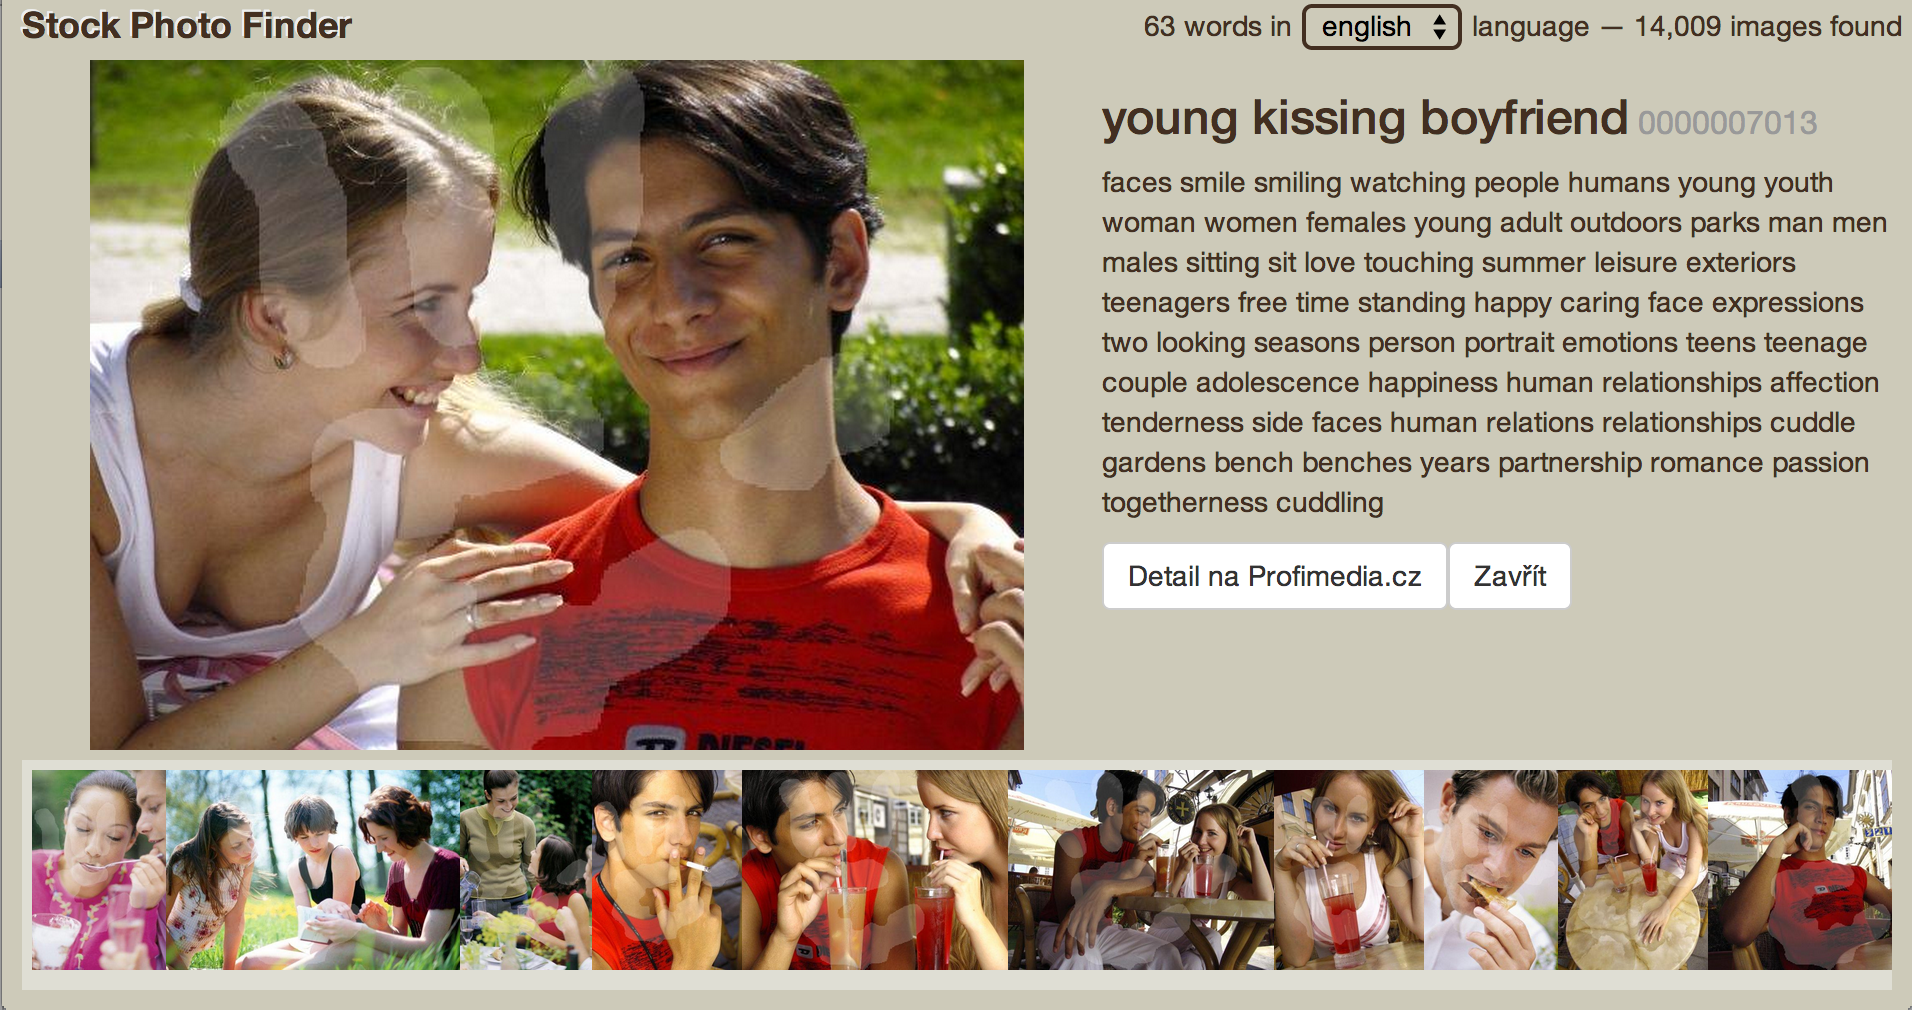 Stock Photo Finder
63 words in english language — 14,009 images found
young kissing boyfriend 0000007013
faces smile smiling watching people humans young youth
woman women females young adult outdoors parks man men
males sitting sit love touching summer leisure exteriors
teenagers free time standing happy caring face expressions
two looking seasons person portrait emotions teens teenage
couple adolescence happiness human relationships affection
tenderness side faces human relations relationships cuddle
gardens bench benches years partnership romance passion
togetherness cuddling
Detail na Profimedia.cz
Zavřít
DIESEL